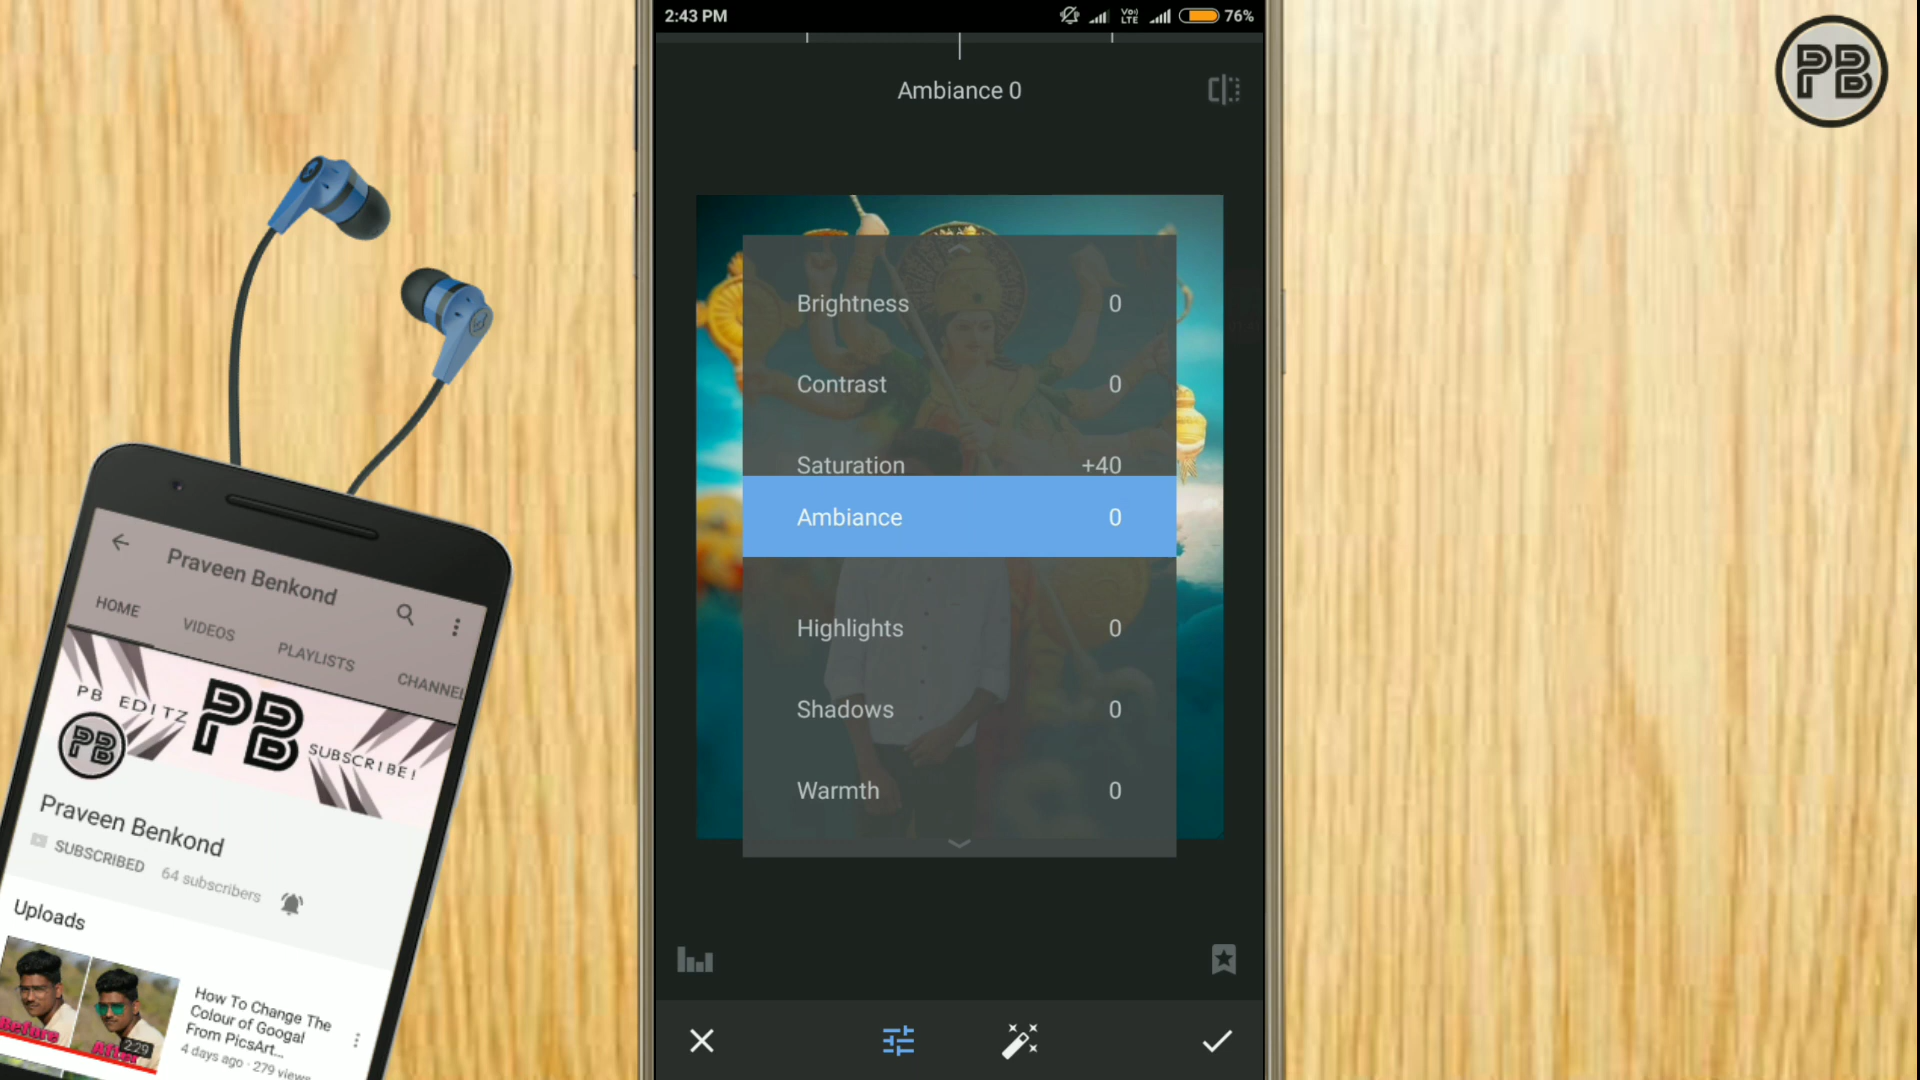 2:43 PM
VoLTE
76%
Ambiance 0
PB
Brightness 0
Contrast 0
Saturation +40
Ambiance 0
Highlights 0
Shadows 0
Warmth 0
Praveen Benkond
HOME VIDEOS PLAYLISTS CHANNEL
PB EDITZ PB SUBSCRIBE!
PB
Praveen Benkond
SUBSCRIBED 64 subscribers
Uploads
How To Change The
Colour of Googal
From PicsArt...
4 days ago · 279 views
Before
After
2:29